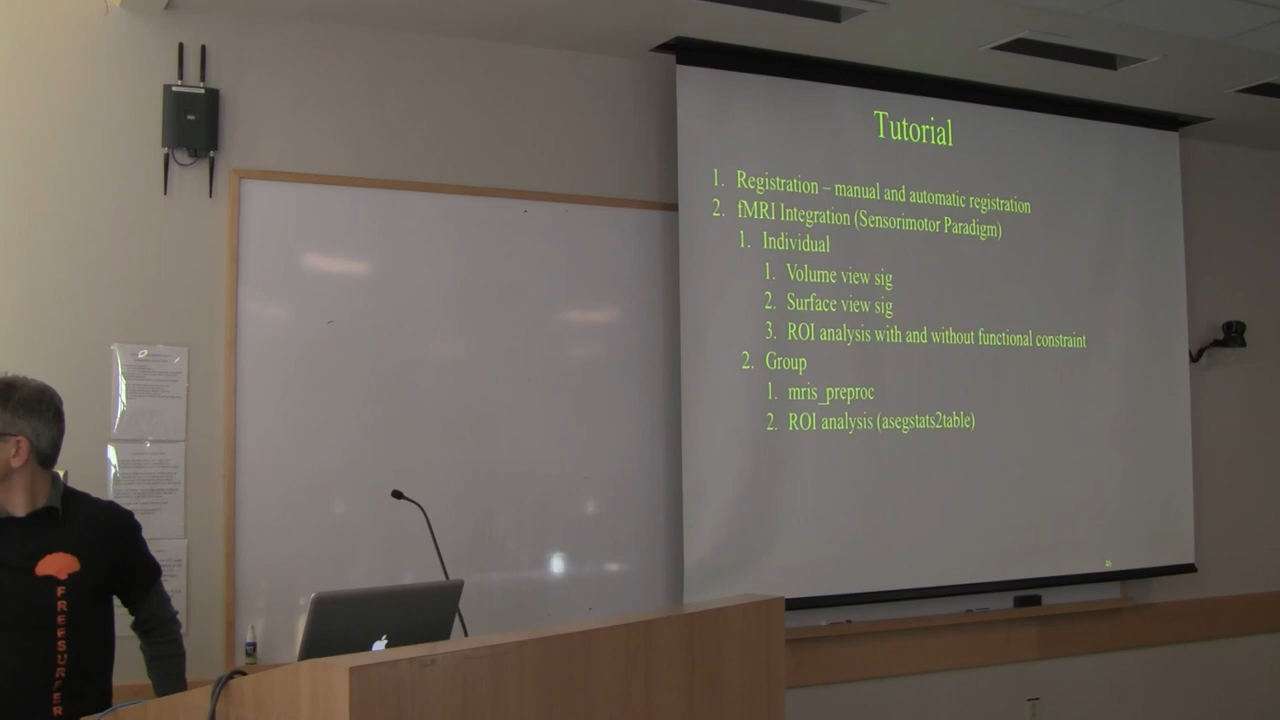 Tutorial
1. Registration – manual and automatic registration
2. fMRI Integration (Sensorimotor Paradigm)
1. Individual
1. Volume view sig
2. Surface view sig
3. ROI analysis with and without functional constraint
2. Group
1. mris_preproc
2. ROI analysis (asegstats2table)
FREESURFER